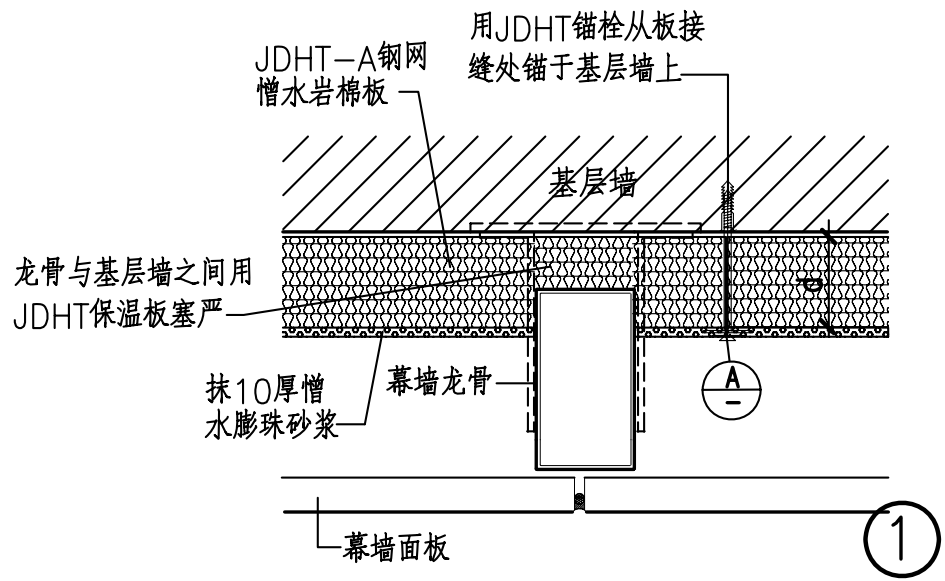 用JDHT锚栓从板接
缝处锚于基层墙上
JDHT-A钢网
憎水岩棉板
基层墙
龙骨与基层墙之间用
JDHT保温板塞严
d
抹10厚憎
水膨珠砂浆
幕墙龙骨
A
–
幕墙面板
1